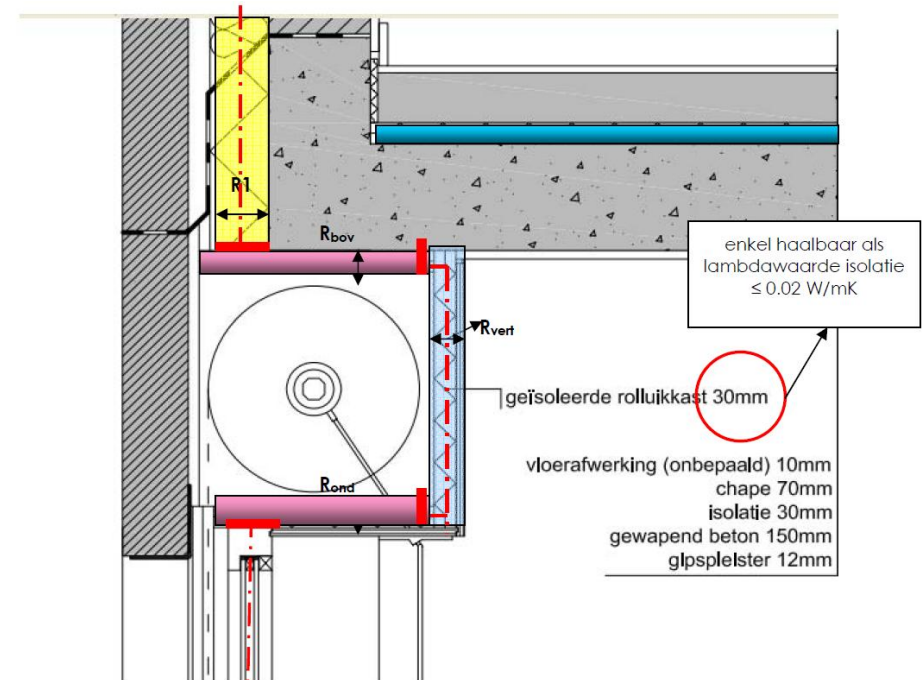 R1
Rbov
enkel haalbaar als
lambdawaarde isolatie
≤ 0.02 W/mK
Rvert
geïsoleerde rolluikkast 30mm
Rond
vloerafwerking (onbepaald) 10mm
chape 70mm
isolatie 30mm
gewapend beton 150mm
gipspleister 12mm